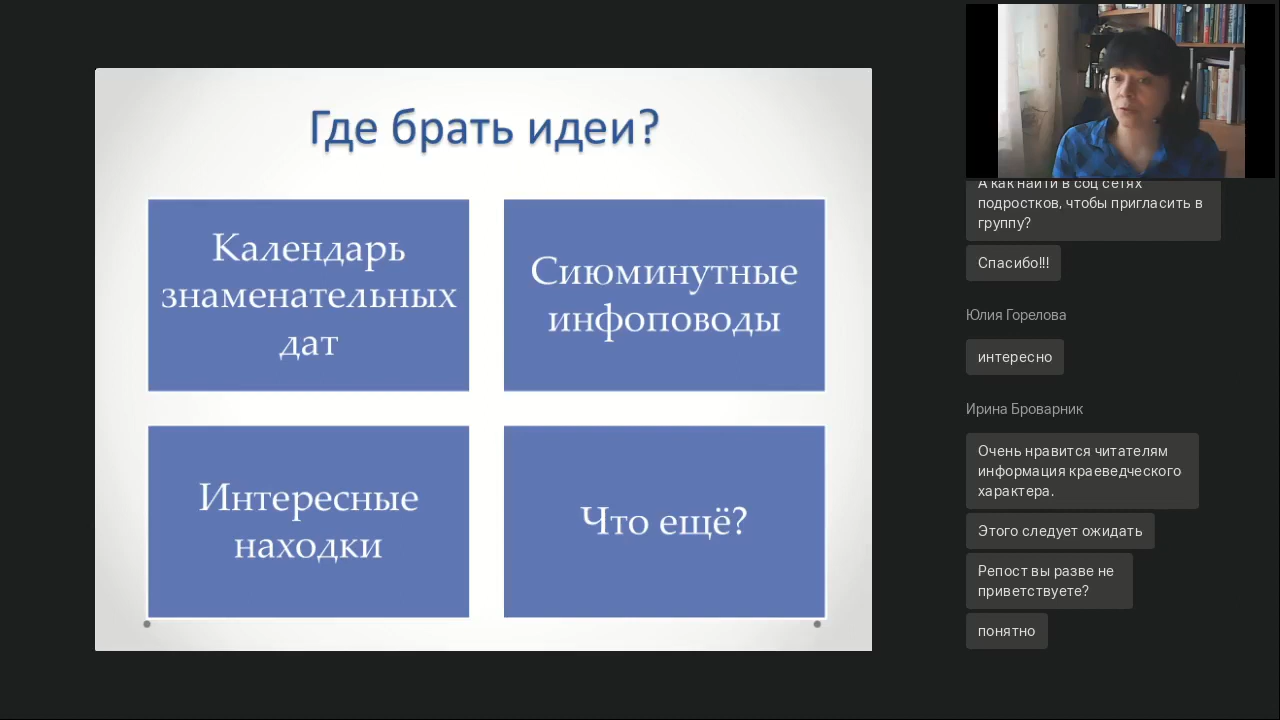 Где брать идеи?
Календарь
знаменательных
дат
Сиюминутные
инфоповоды
Интересные
находки
Что ещё?
А как найти в соц сетях
подростков, чтобы пригласить в
группу?
Спасибо!!!
Юлия Горелова
интересно
Ирина Броварник
Очень нравится читателям
информация краеведческого
характера.
Этого следует ожидать
Репост вы разве не
приветствуете?
понятно